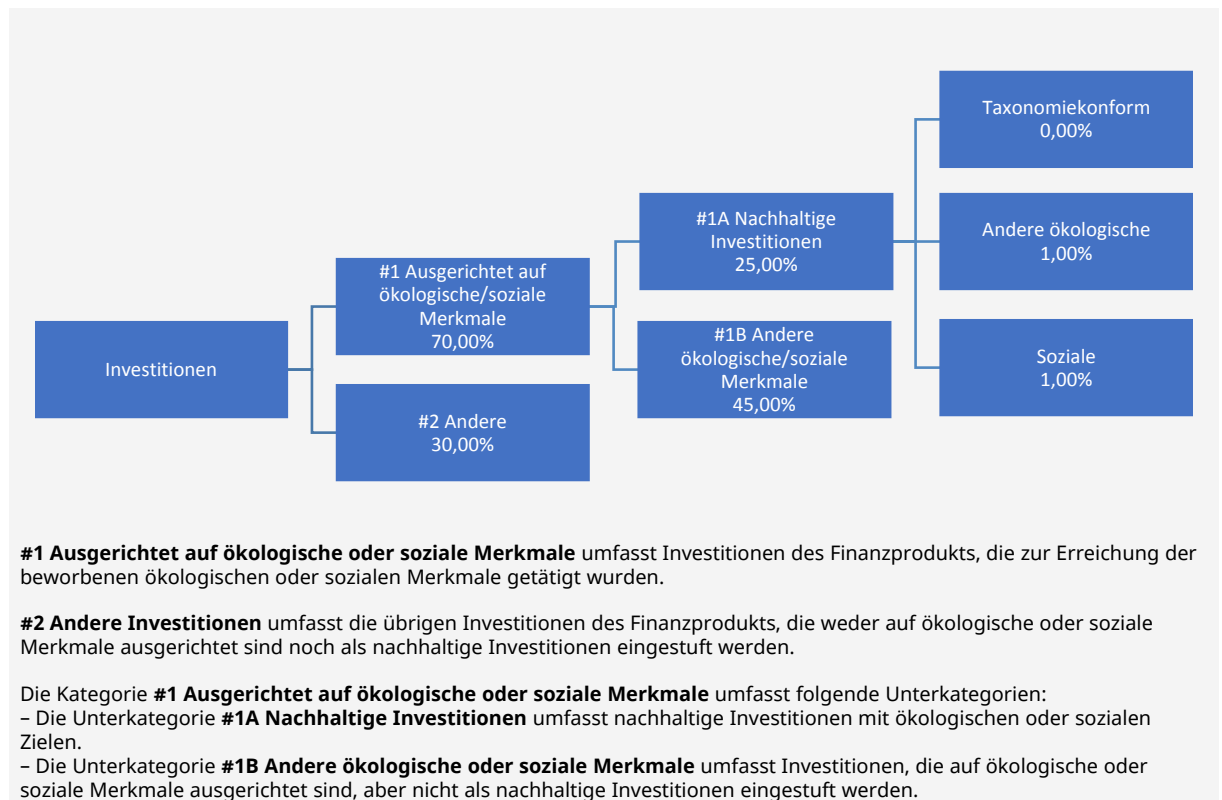 Investitionen
#1 Ausgerichtet auf
ökologische/soziale
Merkmale
70,00%
#2 Andere
30,00%
#1A Nachhaltige
Investitionen
25,00%
#1B Andere
ökologische/soziale
Merkmale
45,00%
Taxonomiekonform
0,00%
Andere ökologische
1,00%
Soziale
1,00%
#1 Ausgerichtet auf ökologische oder soziale Merkmale umfasst Investitionen des Finanzprodukts, die zur Erreichung der
beworbenen ökologischen oder sozialen Merkmale getätigt wurden.
#2 Andere Investitionen umfasst die übrigen Investitionen des Finanzprodukts, die weder auf ökologische oder soziale
Merkmale ausgerichtet sind noch als nachhaltige Investitionen eingestuft werden.
Die Kategorie #1 Ausgerichtet auf ökologische oder soziale Merkmale umfasst folgende Unterkategorien:
– Die Unterkategorie #1A Nachhaltige Investitionen umfasst nachhaltige Investitionen mit ökologischen oder sozialen
Zielen.
– Die Unterkategorie #1B Andere ökologische oder soziale Merkmale umfasst Investitionen, die auf ökologische oder
soziale Merkmale ausgerichtet sind, aber nicht als nachhaltige Investitionen eingestuft werden.